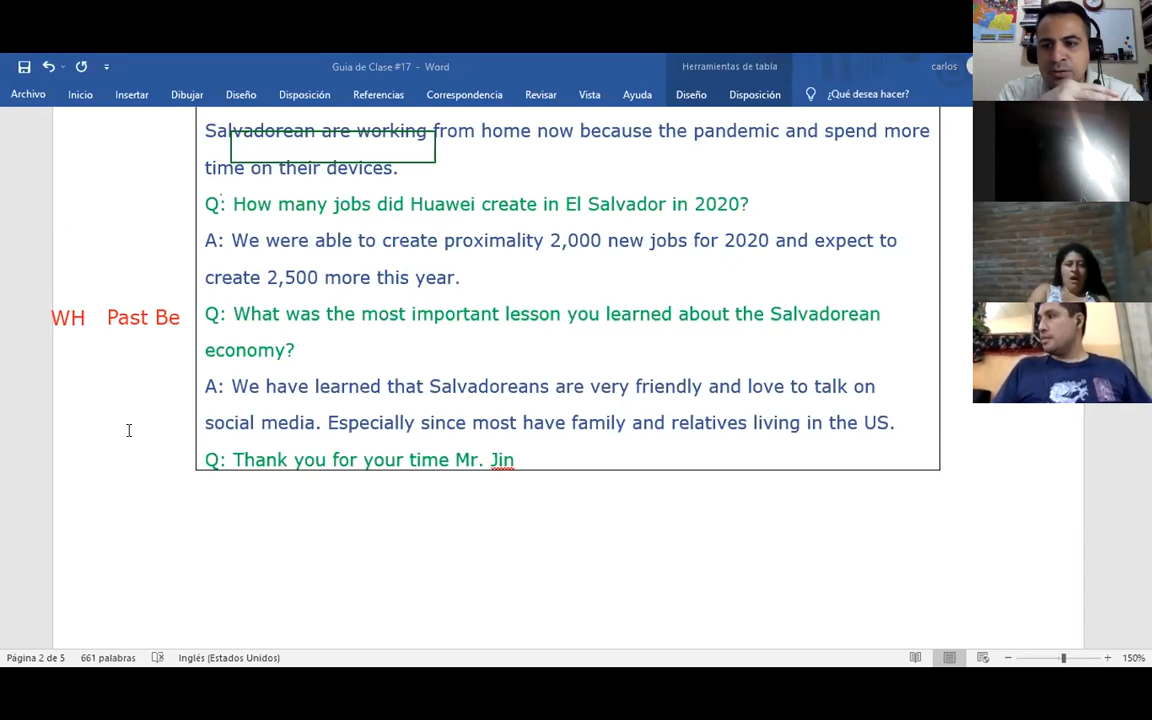 Guia de Clase #17 - Word
Herramientas de tabla
carlos
Archivo Inicio Insertar Dibujar Diseño Disposición Referencias Correspondencia Revisar Vista Ayuda Diseño Disposición ¿Qué desea hacer?
Salvadorean are working from home now because the pandemic and spend more
time on their devices.
Q: How many jobs did Huawei create in El Salvador in 2020?
A: We were able to create proximality 2,000 new jobs for 2020 and expect to
create 2,500 more this year.
WH Past Be
Q: What was the most important lesson you learned about the Salvadorean
economy?
A: We have learned that Salvadoreans are very friendly and love to talk on
social media. Especially since most have family and relatives living in the US.
Q: Thank you for your time Mr. Jin
Página 2 de 5 661 palabras Inglés (Estados Unidos) 150%